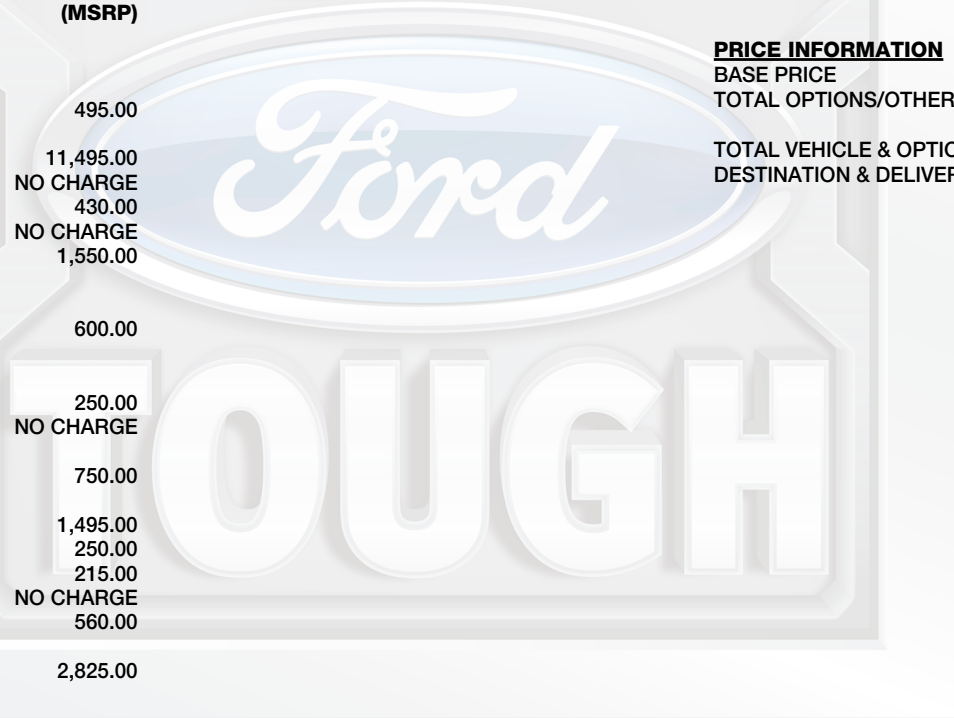 (MSRP)
495.00
11,495.00
NO CHARGE
430.00
NO CHARGE
1,550.00
600.00
250.00
NO CHARGE
750.00
1,495.00
250.00
215.00
NO CHARGE
560.00
2,825.00
PRICE INFORMATION
BASE PRICE
TOTAL OPTIONS/OTHER
TOTAL VEHICLE & OPTIO
DESTINATION & DELIVER
Ford
TOUGH